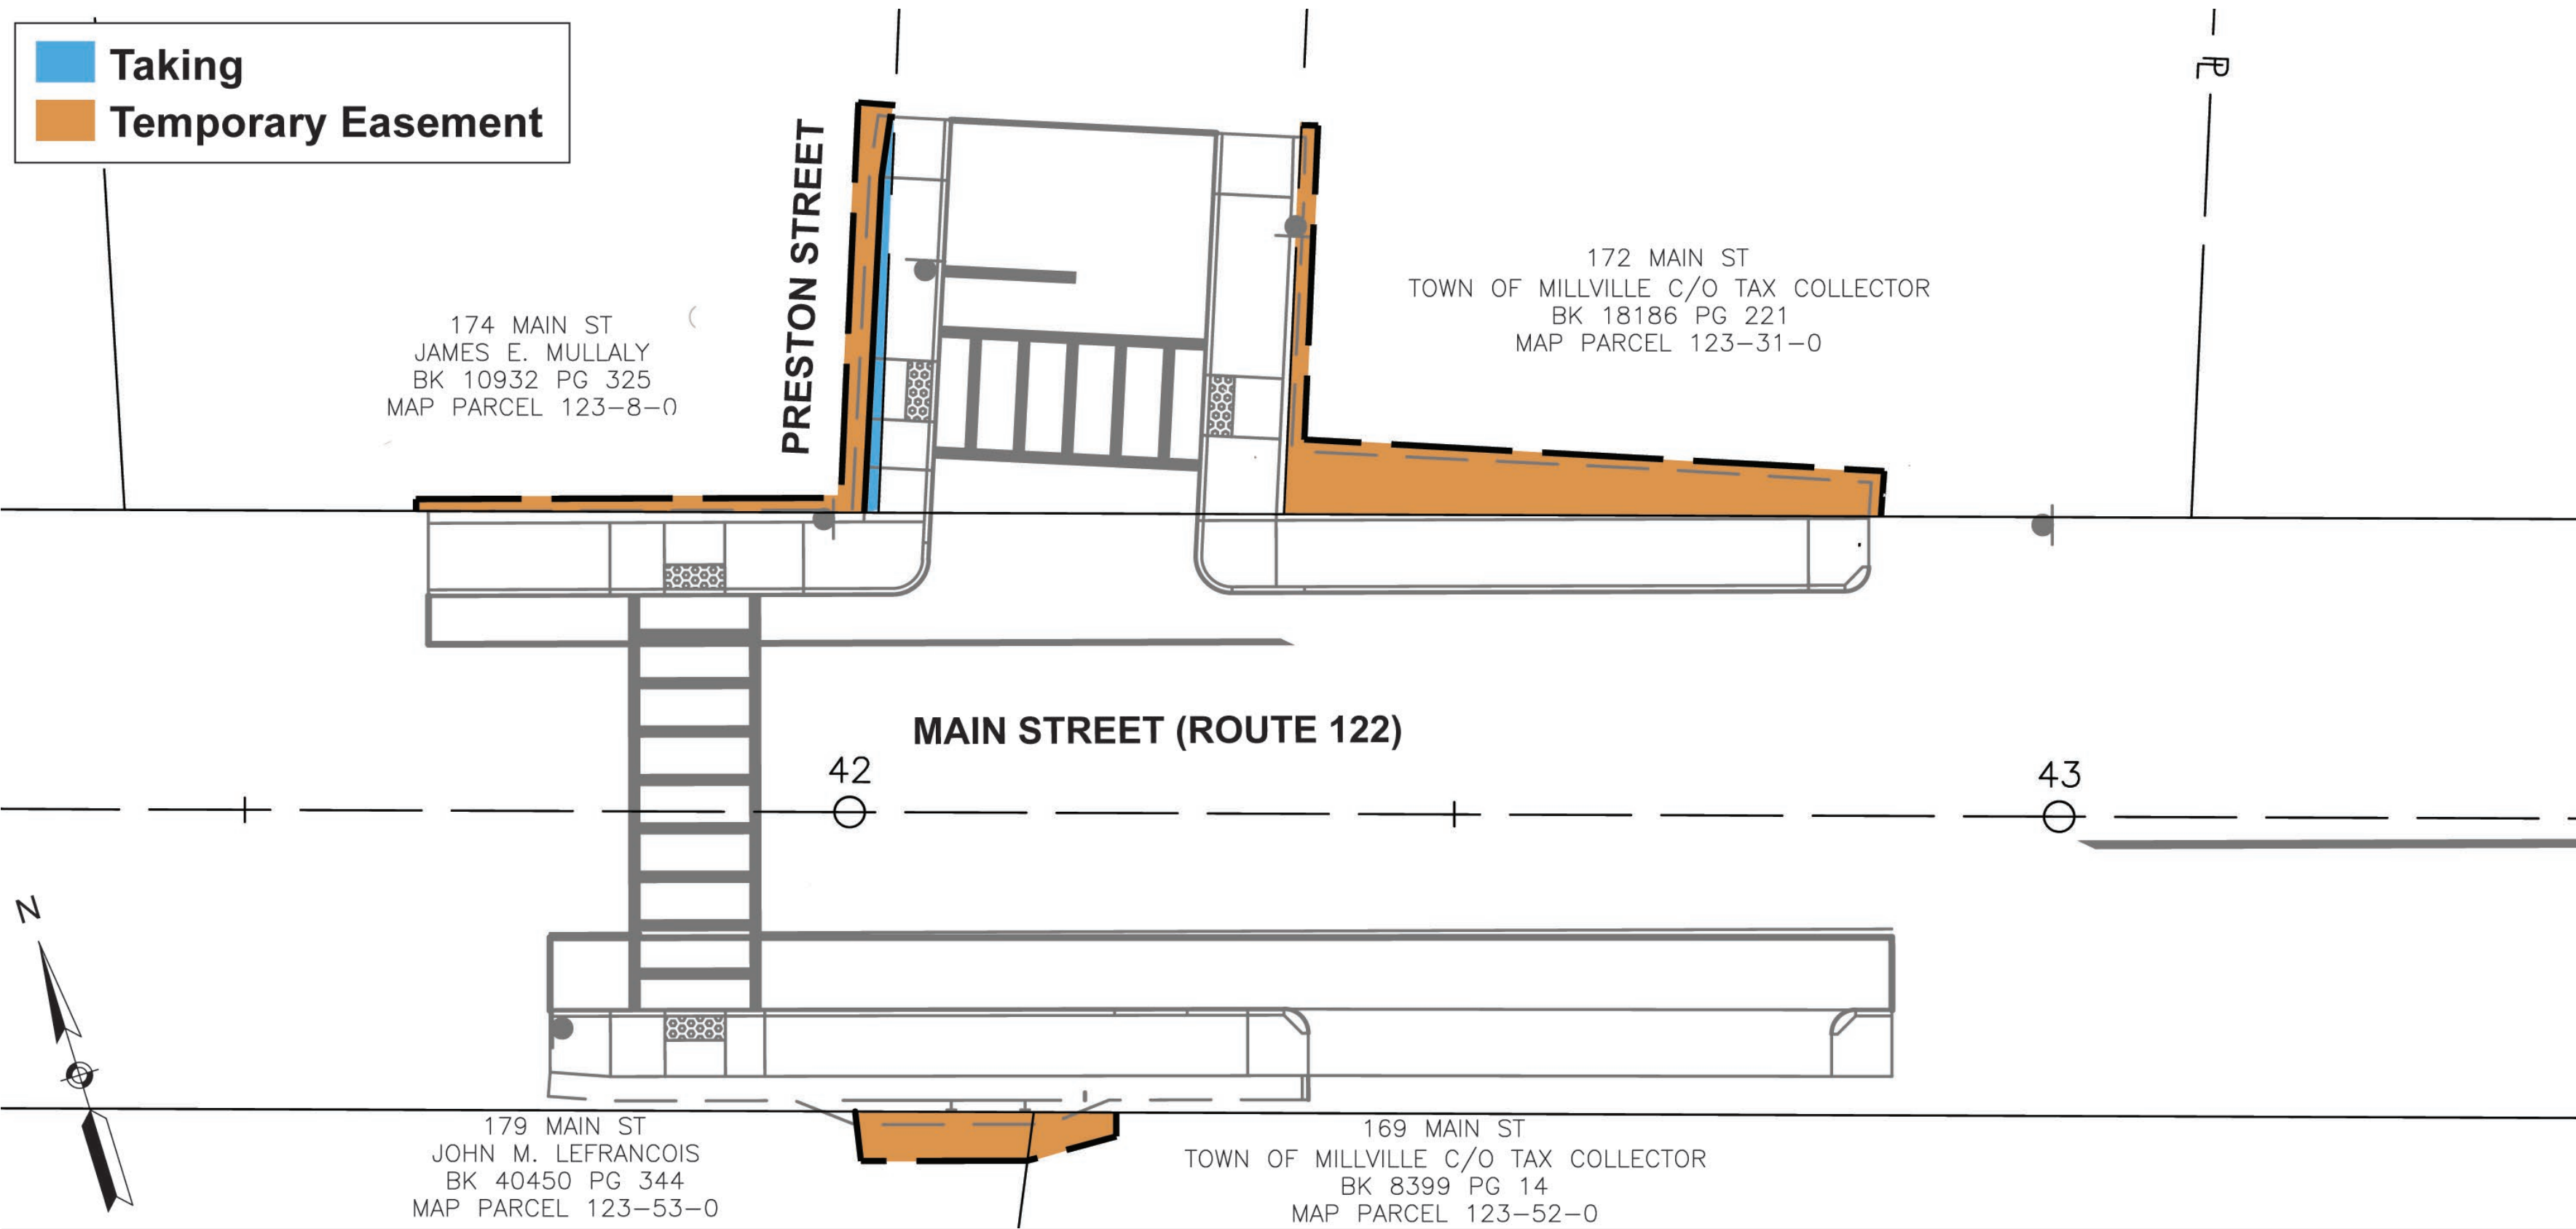 Taking
Temporary Easement
PL
PRESTON STREET
174 MAIN ST
JAMES E. MULLALY
BK 10932 PG 325
MAP PARCEL 123-8-0
172 MAIN ST
TOWN OF MILLVILLE C/O TAX COLLECTOR
BK 18186 PG 221
MAP PARCEL 123-31-0
MAIN STREET (ROUTE 122)
42
43
N
179 MAIN ST
JOHN M. LEFRANCOIS
BK 40450 PG 344
MAP PARCEL 123-53-0
169 MAIN ST
TOWN OF MILLVILLE C/O TAX COLLECTOR
BK 8399 PG 14
MAP PARCEL 123-52-0